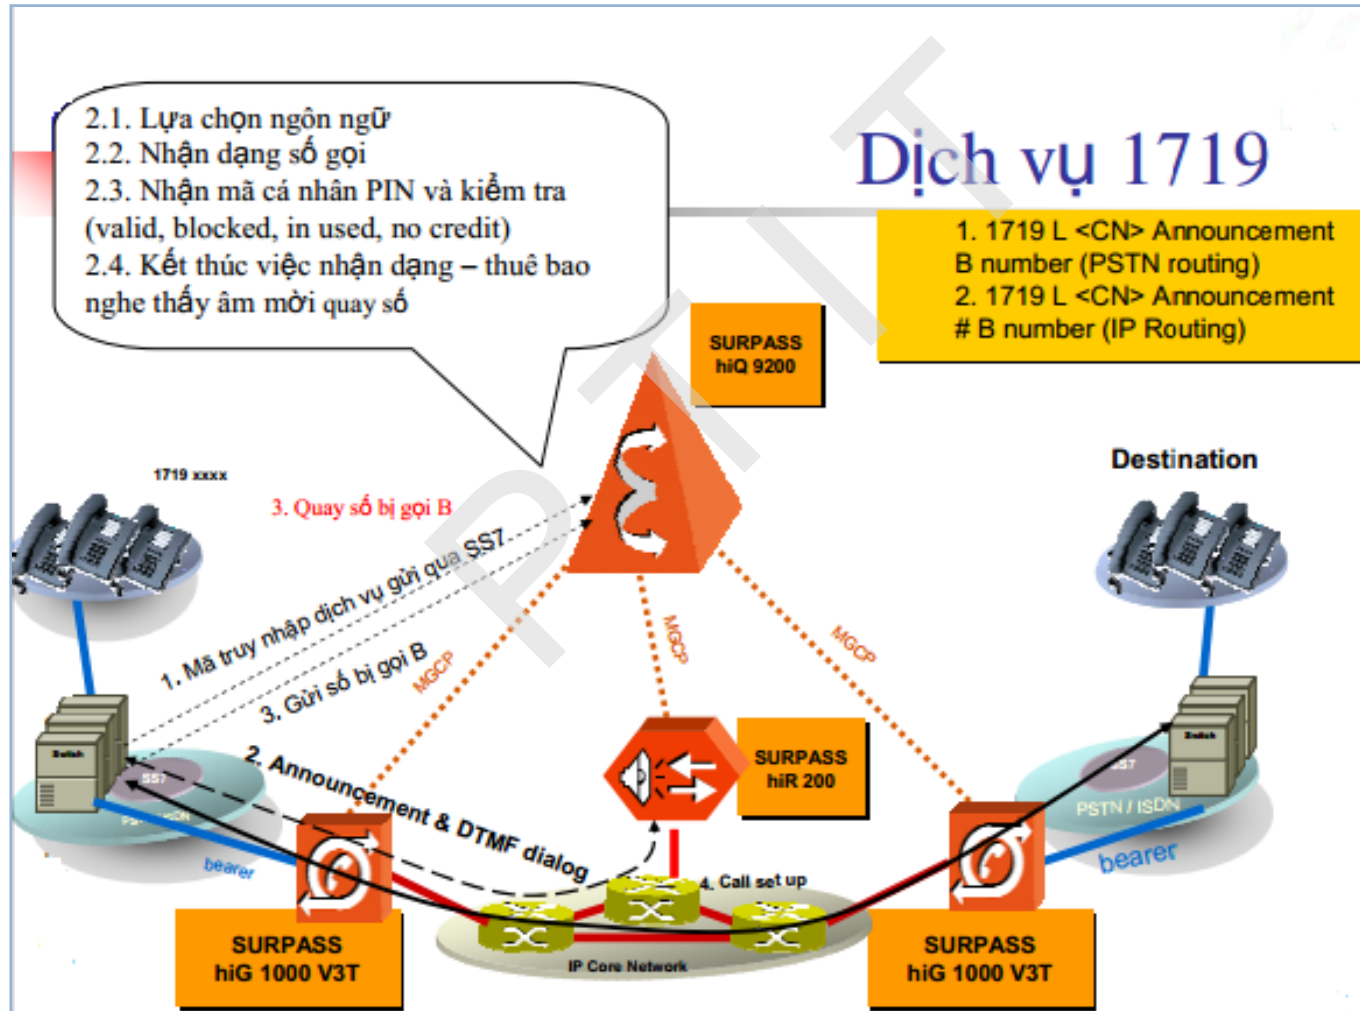 2.1. Lựa chọn ngôn ngữ
2.2. Nhận dạng số gọi
2.3. Nhận mã cá nhân PIN và kiểm tra
(valid, blocked, in used, no credit)
2.4. Kết thúc việc nhận dạng – thuê bao
nghe thấy âm mời quay số
Dịch vụ 1719
1. 1719 L <CN> Announcement
B number (PSTN routing)
2. 1719 L <CN> Announcement
# B number (IP Routing)
SURPASS
hiQ 9200
1719 xxxx
3. Quay số bị gọi B
Destination
1. Mã truy nhập dịch vụ gửi qua SS7
3. Gửi số bị gọi B
MGCP
MGCP
MGCP
2. Announcement & DTMF dialog
Switch
SS7
PSTN / ISDN
bearer
SURPASS
hiR 200
4. Call set up
Switch
SS7
PSTN / ISDN
bearer
SURPASS
hiG 1000 V3T
IP Core Network
SURPASS
hiG 1000 V3T
PTIT